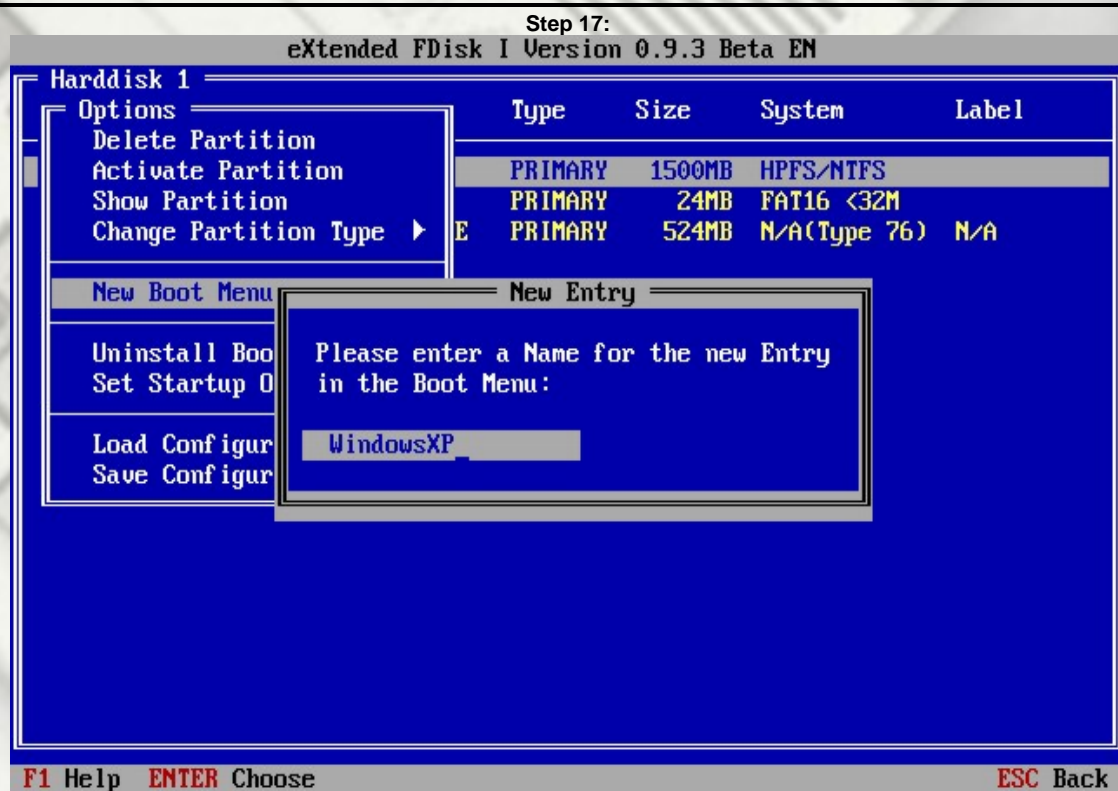 Step 17:
eXtended FDisk I Version 0.9.3 Beta EN
Harddisk 1
Options
Type Size System Label
Delete Partition
Activate Partition PRIMARY 1500MB HPFS/NTFS
Show Partition PRIMARY 24MB FAT16 <32M
Change Partition Type ► E PRIMARY 524MB N/A(Type 76) N/A
New Boot Menu
New Entry
Uninstall Boo Please enter a Name for the new Entry
Set Startup O in the Boot Menu:
Load Configur WindowsXP_
Save Configur
F1 Help ENTER Choose ESC Back